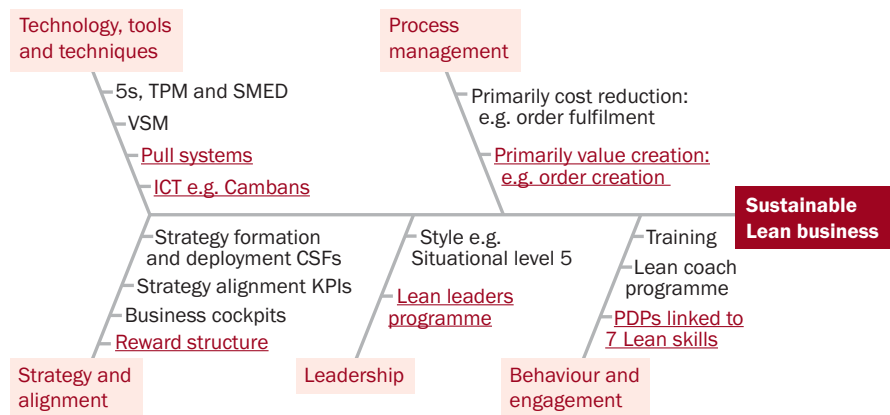 Technology, tools
and techniques
5s, TPM and SMED
VSM
Pull systems
ICT e.g. Cambans
Process
management
Primarily cost reduction:
e.g. order fulfilment
Primarily value creation:
e.g. order creation
Sustainable
Lean business
Strategy formation
and deployment CSFs
Strategy alignment KPIs
Business cockpits
Reward structure
Strategy and
alignment
Style e.g.
Situational level 5
Lean leaders
programme
Leadership
Training
Lean coach
programme
PDPs linked to
7 Lean skills
Behaviour and
engagement